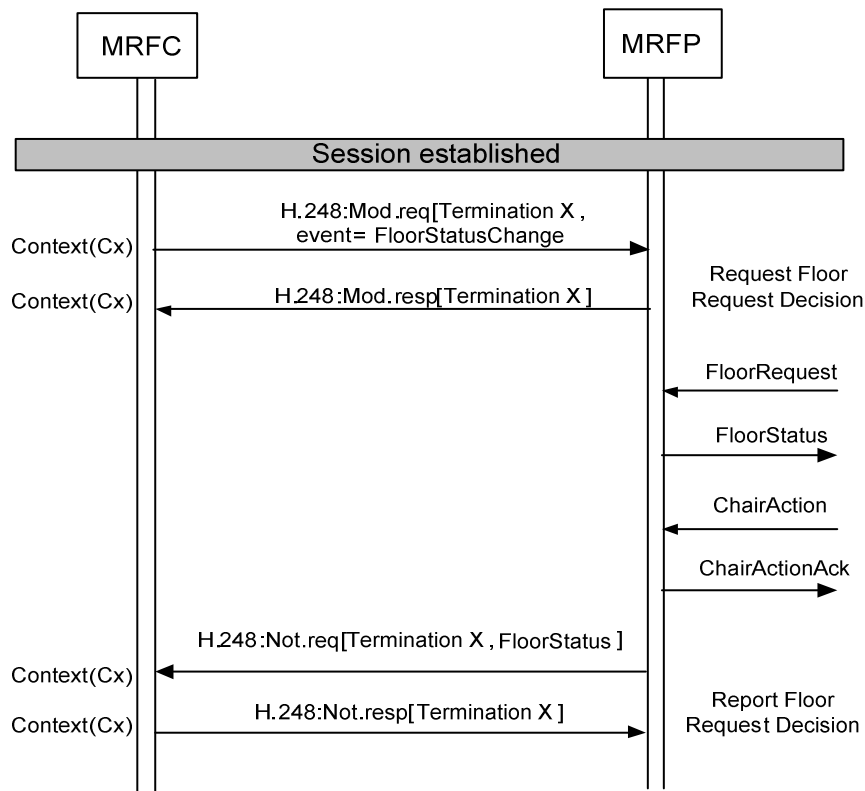 MRFC
MRFP
Session established
H.248:Mod.req[Termination X ,
event= FloorStatusChange
Context(Cx)
H.248:Mod.resp[Termination X ]
Context(Cx)
Request Floor
Request Decision
FloorRequest
FloorStatus
ChairAction
ChairActionAck
H.248:Not.req[Termination X , FloorStatus ]
Context(Cx)
H.248:Not.resp[Termination X ]
Context(Cx)
Report Floor
Request Decision